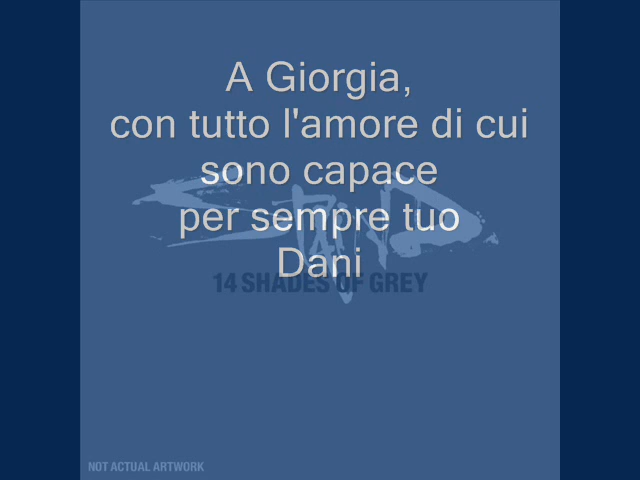 A Giorgia,
con tutto l'amore di cui
sono capace
per sempre tuo
Dani
STAIND
14 SHADES OF GREY
NOT ACTUAL ARTWORK